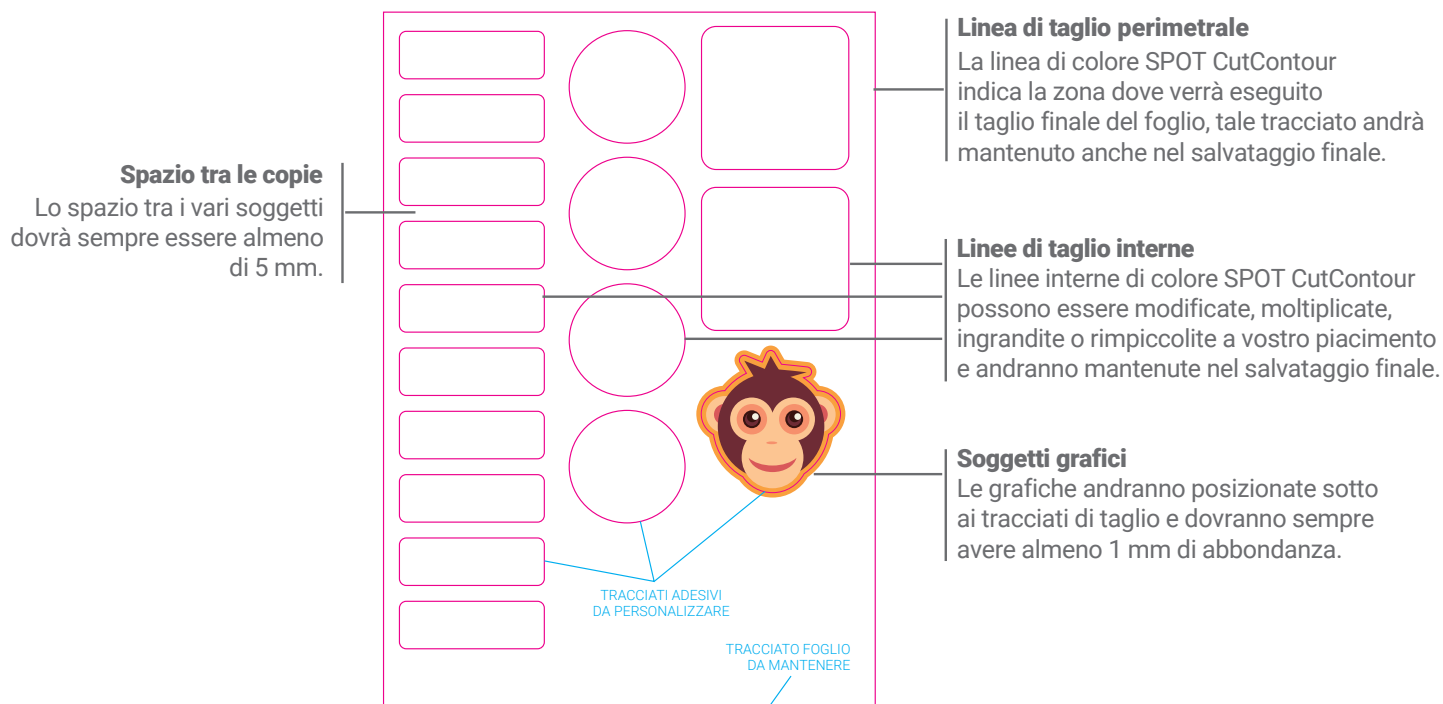 Spazio tra le copie
Lo spazio tra i vari soggetti
dovrà sempre essere almeno
di 5 mm.
Linea di taglio perimetrale
La linea di colore SPOT CutContour
indica la zona dove verrà eseguito
il taglio finale del foglio, tale tracciato andrà
mantenuto anche nel salvataggio finale.
Linee di taglio interne
Le linee interne di colore SPOT CutContour
possono essere modificate, moltiplicate,
ingrandite o rimpiccolite a vostro piacimento
e andranno mantenute nel salvataggio finale.
Soggetti grafici
Le grafiche andranno posizionate sotto
ai tracciati di taglio e dovranno sempre
avere almeno 1 mm di abbondanza.
TRACCIATI ADESIVI
DA PERSONALIZZARE
TRACCIATO FOGLIO
DA MANTENERE